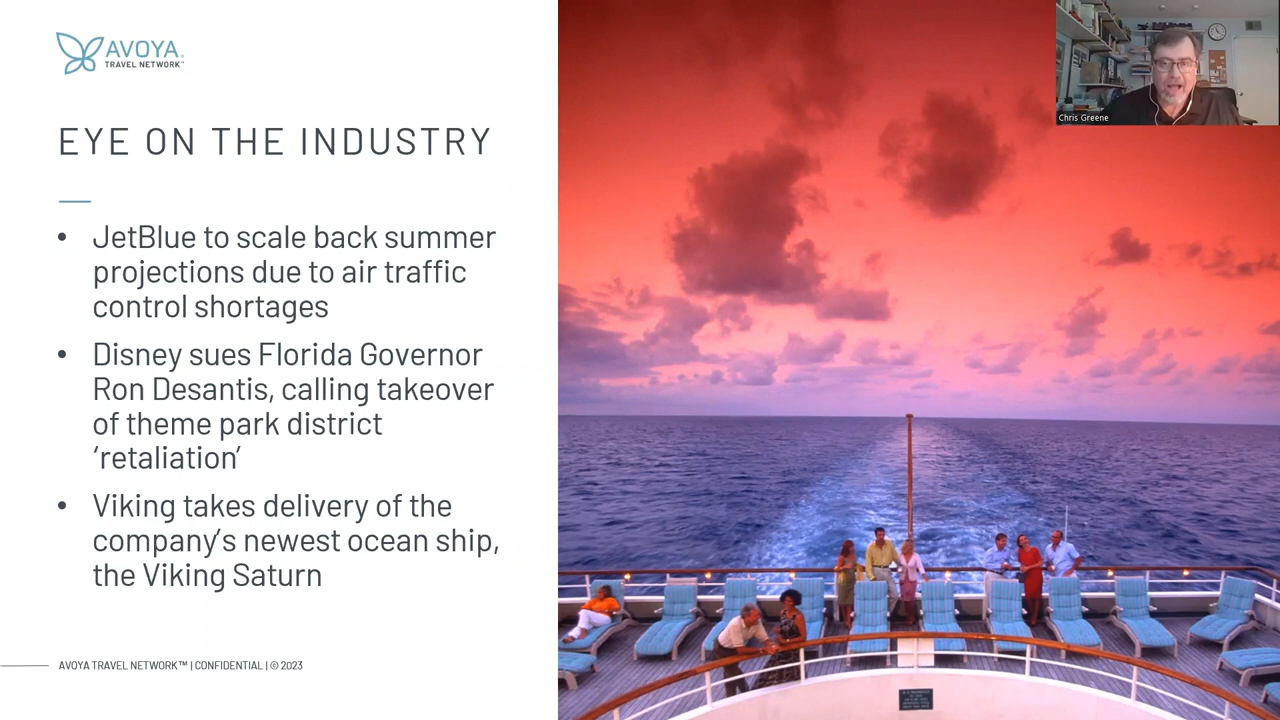 AVOYA®
TRAVEL NETWORK™
Chris Greene
EYE ON THE INDUSTRY
• JetBlue to scale back summer
projections due to air traffic
control shortages
• Disney sues Florida Governor
Ron Desantis, calling takeover
of theme park district
‘retaliation’
• Viking takes delivery of the
company’s newest ocean ship,
the Viking Saturn
AVOYA TRAVEL NETWORK™ | CONFIDENTIAL | © 2023